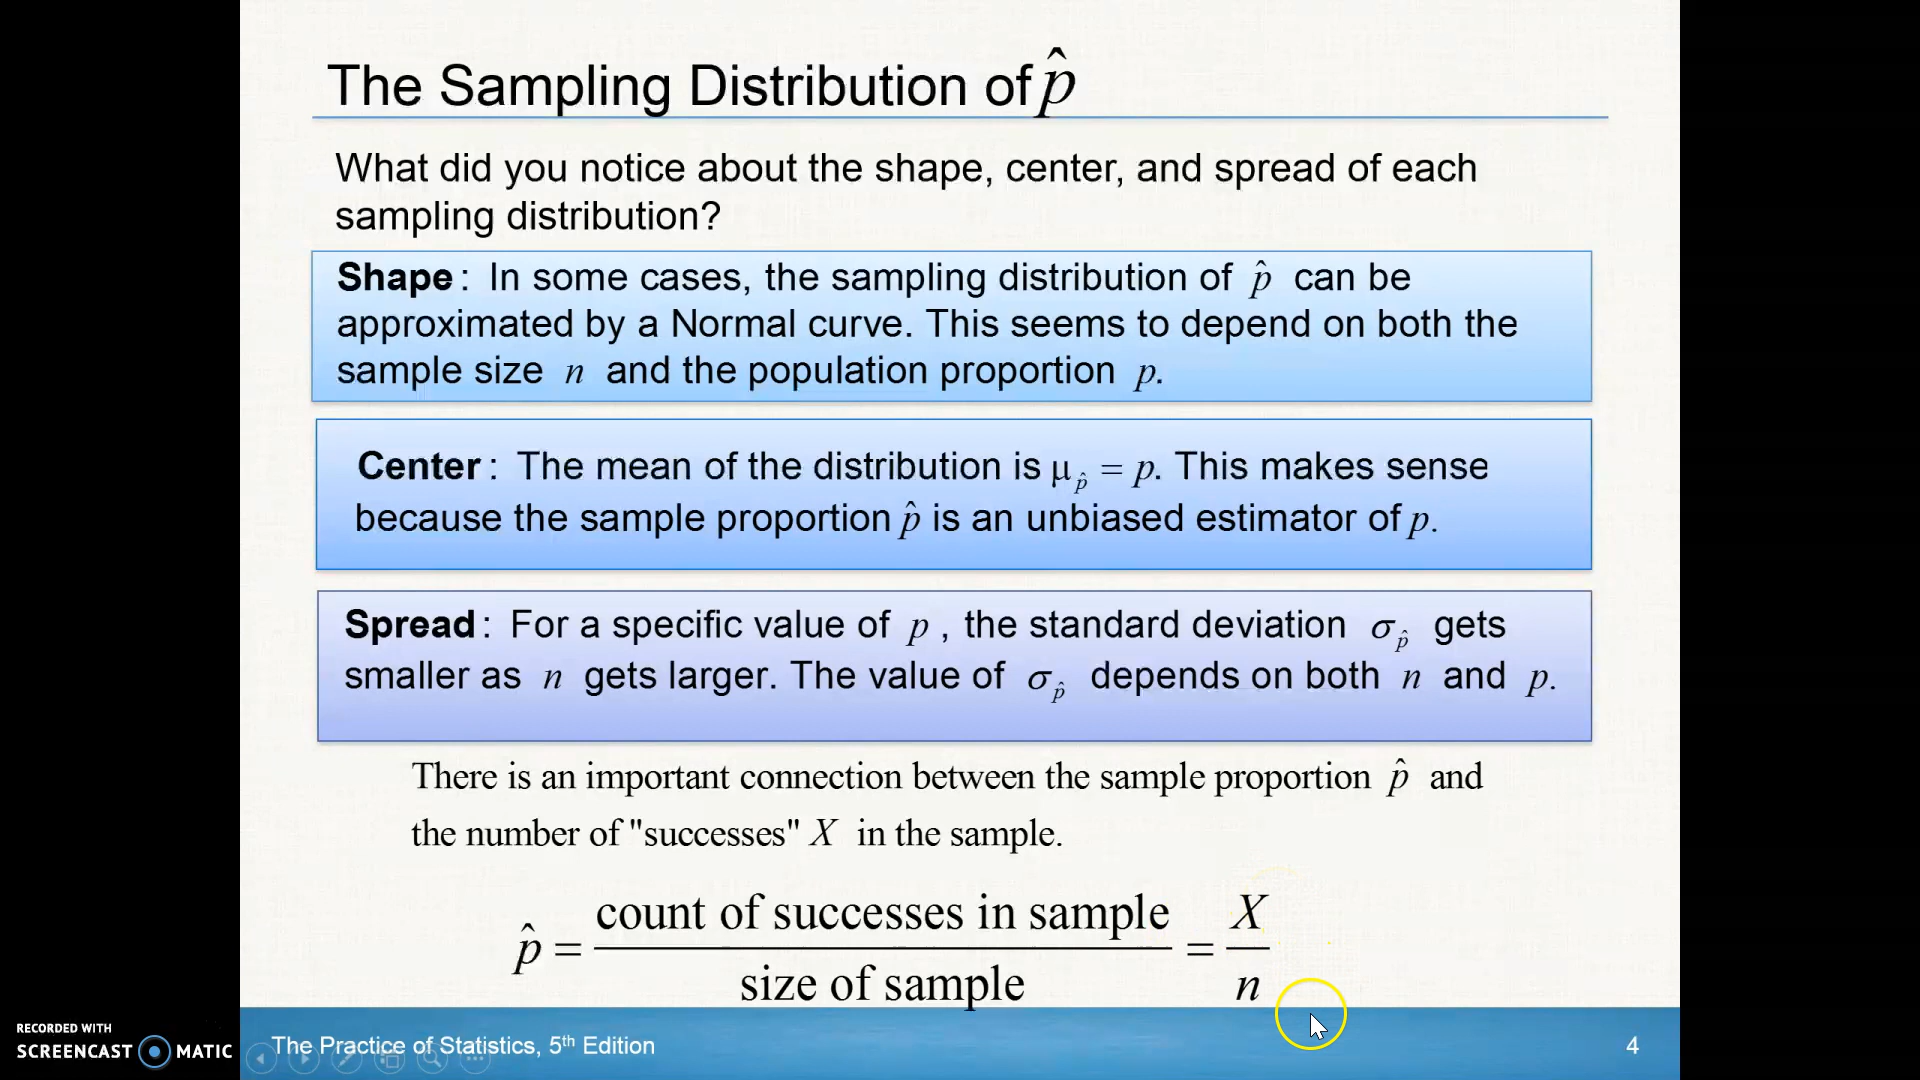 The Sampling Distribution of p̂
What did you notice about the shape, center, and spread of each
sampling distribution?
Shape: In some cases, the sampling distribution of p̂ can be
approximated by a Normal curve. This seems to depend on both the
sample size n and the population proportion p.
Center: The mean of the distribution is μp̂ = p. This makes sense
because the sample proportion p̂ is an unbiased estimator of p.
Spread: For a specific value of p, the standard deviation σp̂ gets
smaller as n gets larger. The value of σp̂ depends on both n and p.
There is an important connection between the sample proportion p̂ and
the number of "successes" X in the sample.
p̂ = count of successes in sample / size of sample = X / n
RECORDED WITH
SCREENCAST MATIC
The Practice of Statistics, 5th Edition
4